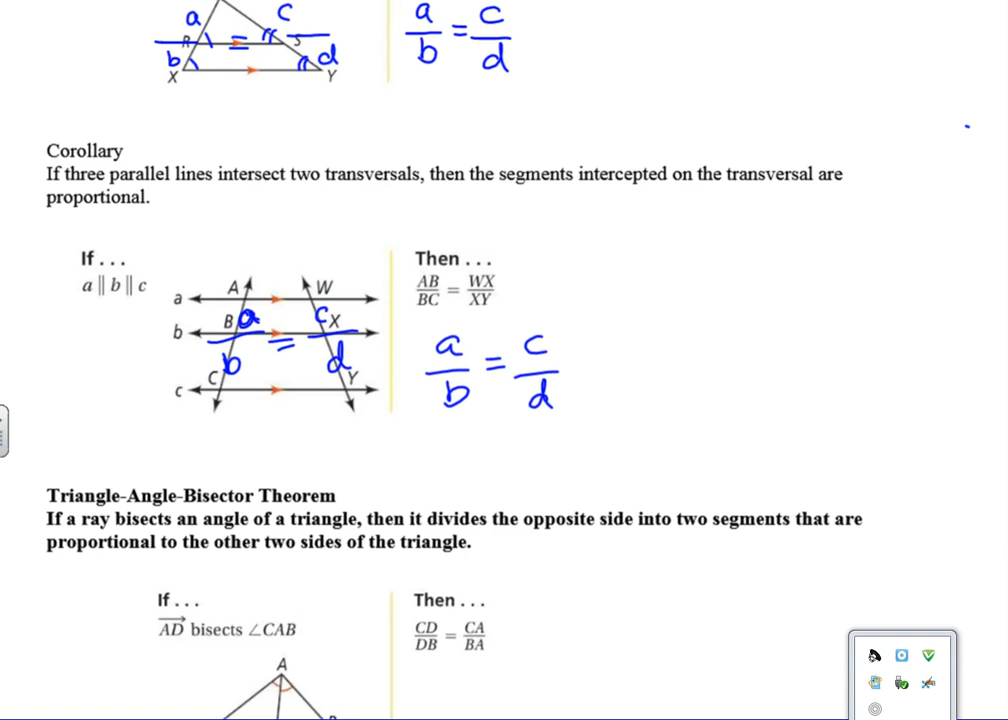 a c
R = S
b d
X Y
a/b = c/d
Corollary
If three parallel lines intersect two transversals, then the segments intercepted on the transversal are
proportional.
If . . .
a || b || c
Then . . .
AB/BC = WX/XY
A W
a
B a c X
b =
b d
C Y
c
a/b = c/d
Triangle-Angle-Bisector Theorem
If a ray bisects an angle of a triangle, then it divides the opposite side into two segments that are
proportional to the other two sides of the triangle.
If . . .
AD bisects ∠CAB
Then . . .
CD/DB = CA/BA
A